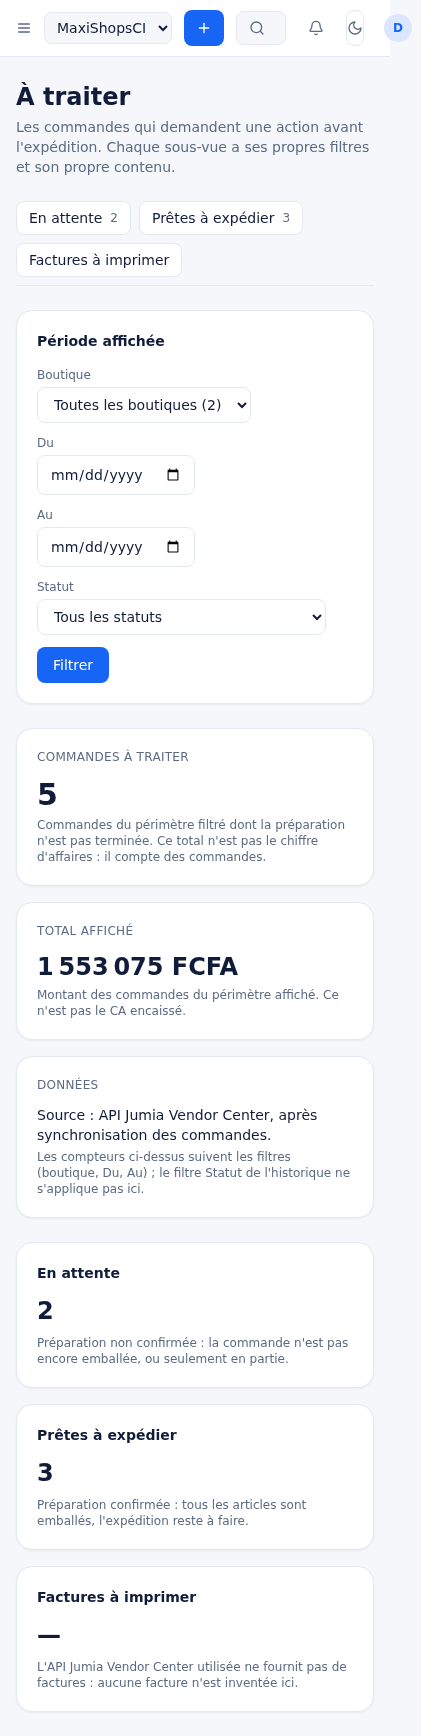 MaxiShopsCI
D
À traiter
Les commandes qui demandent une action avant
l'expédition. Chaque sous-vue a ses propres filtres
et son propre contenu.
En attente 2
Prêtes à expédier 3
Factures à imprimer
Période affichée
Boutique
Toutes les boutiques (2)
Du
mm/dd/yyyy
Au
mm/dd/yyyy
Statut
Tous les statuts
Filtrer
COMMANDES À TRAITER
5
Commandes du périmètre filtré dont la préparation
n'est pas terminée. Ce total n'est pas le chiffre
d'affaires : il compte des commandes.
TOTAL AFFICHÉ
1 553 075 FCFA
Montant des commandes du périmètre affiché. Ce
n'est pas le CA encaissé.
DONNÉES
Source : API Jumia Vendor Center, après
synchronisation des commandes.
Les compteurs ci-dessus suivent les filtres
(boutique, Du, Au) ; le filtre Statut de l'historique ne
s'applique pas ici.
En attente
2
Préparation non confirmée : la commande n'est pas
encore emballée, ou seulement en partie.
Prêtes à expédier
3
Préparation confirmée : tous les articles sont
emballés, l'expédition reste à faire.
Factures à imprimer
—
L'API Jumia Vendor Center utilisée ne fournit pas de
factures : aucune facture n'est inventée ici.